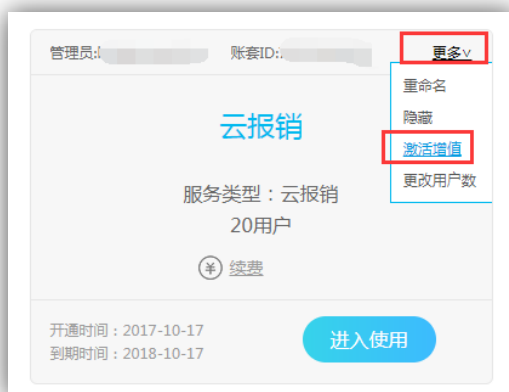 管理员: 账套ID: 更多∨
重命名
隐藏
激活增值
更改用户数
云报销
服务类型：云报销
20用户
¥ 续费
开通时间：2017-10-17
到期时间：2018-10-17
进入使用